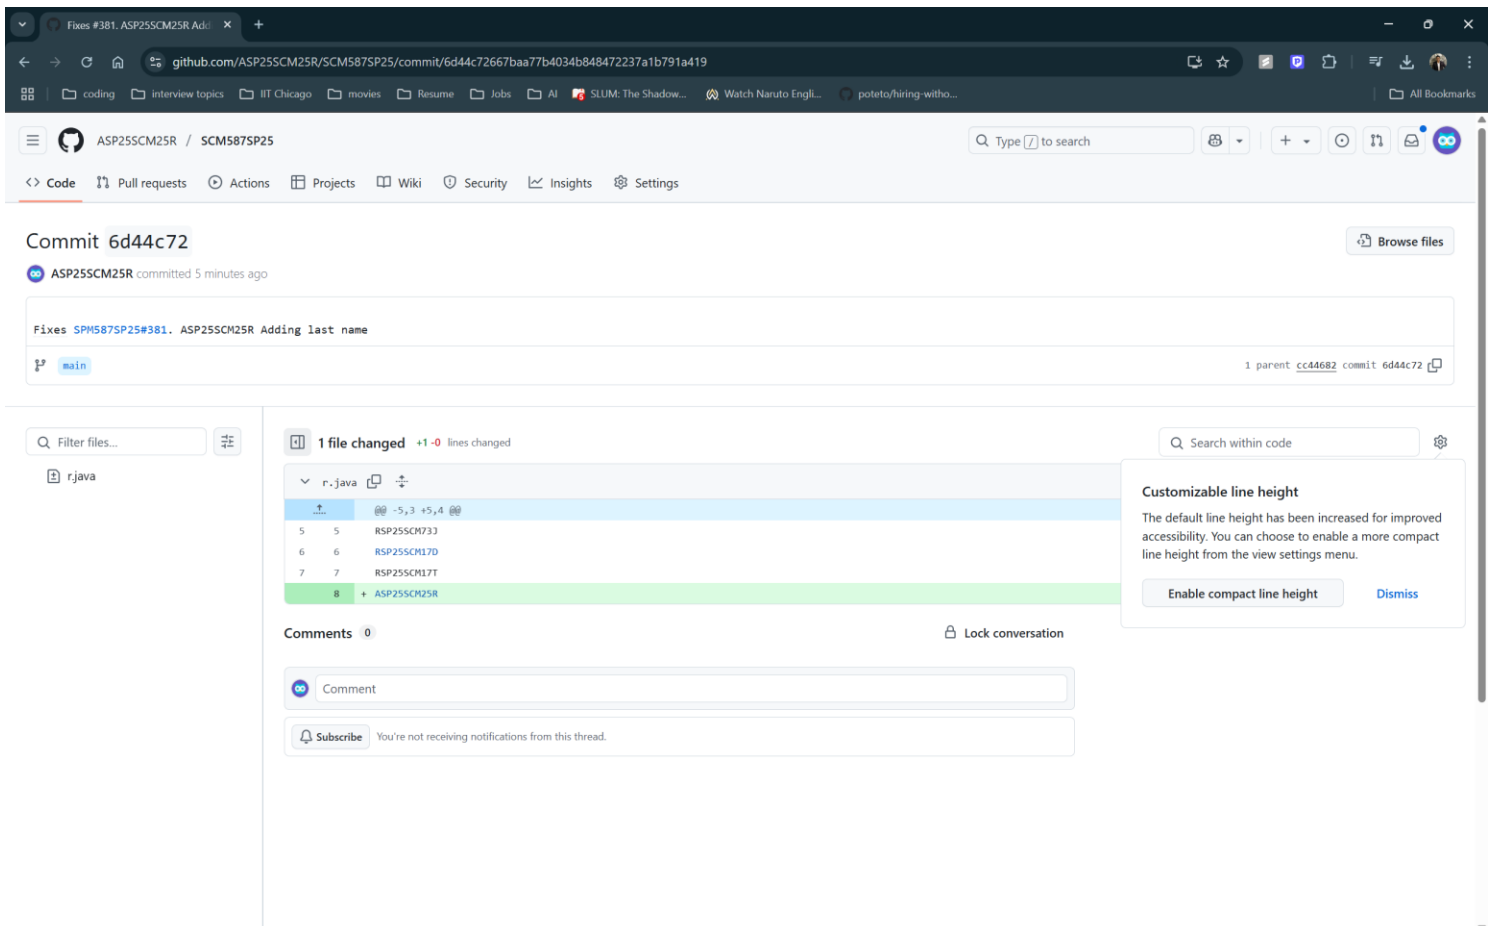 Fixes #381. ASP25SCM25R Add
github.com/ASP25SCM25R/SCM587SP25/commit/6d44c72667baa77b4034b848472237a1b791a419
coding interview topics IIT Chicago movies Resume Jobs AI SLUM: The Shadow... Watch Naruto Engli... poteto/hiring-witho... All Bookmarks
ASP25SCM25R / SCM587SP25 Type / to search
Code Pull requests Actions Projects Wiki Security Insights Settings
Commit 6d44c72 Browse files
ASP25SCM25R committed 5 minutes ago
Fixes SPM587SP25#381. ASP25SCM25R Adding last name
main 1 parent cc44682 commit 6d44c72
Filter files... 1 file changed +1 -0 lines changed Search within code
r.java
r.java
@@ -5,3 +5,4 @@
5 5 RSP25SCM73J
6 6 RSP25SCM17D
7 7 RSP25SCM17T
8 + ASP25SCM25R
Customizable line height
The default line height has been increased for improved
accessibility. You can choose to enable a more compact
line height from the view settings menu.
Enable compact line height Dismiss
Comments 0 Lock conversation
Comment
Subscribe You're not receiving notifications from this thread.